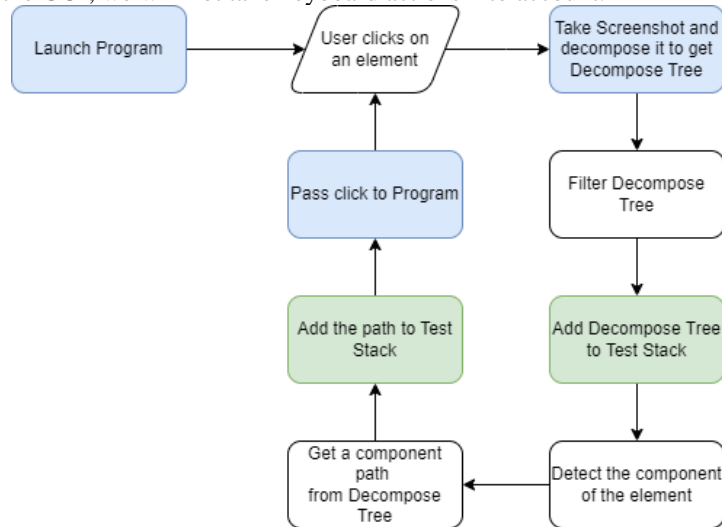 Launch Program
User clicks on
an element
Take Screenshot and
decompose it to get
Decompose Tree
Pass click to Program
Filter Decompose
Tree
Add the path to Test
Stack
Add Decompose Tree
to Test Stack
Get a component
path
from Decompose
Tree
Detect the component
of the element